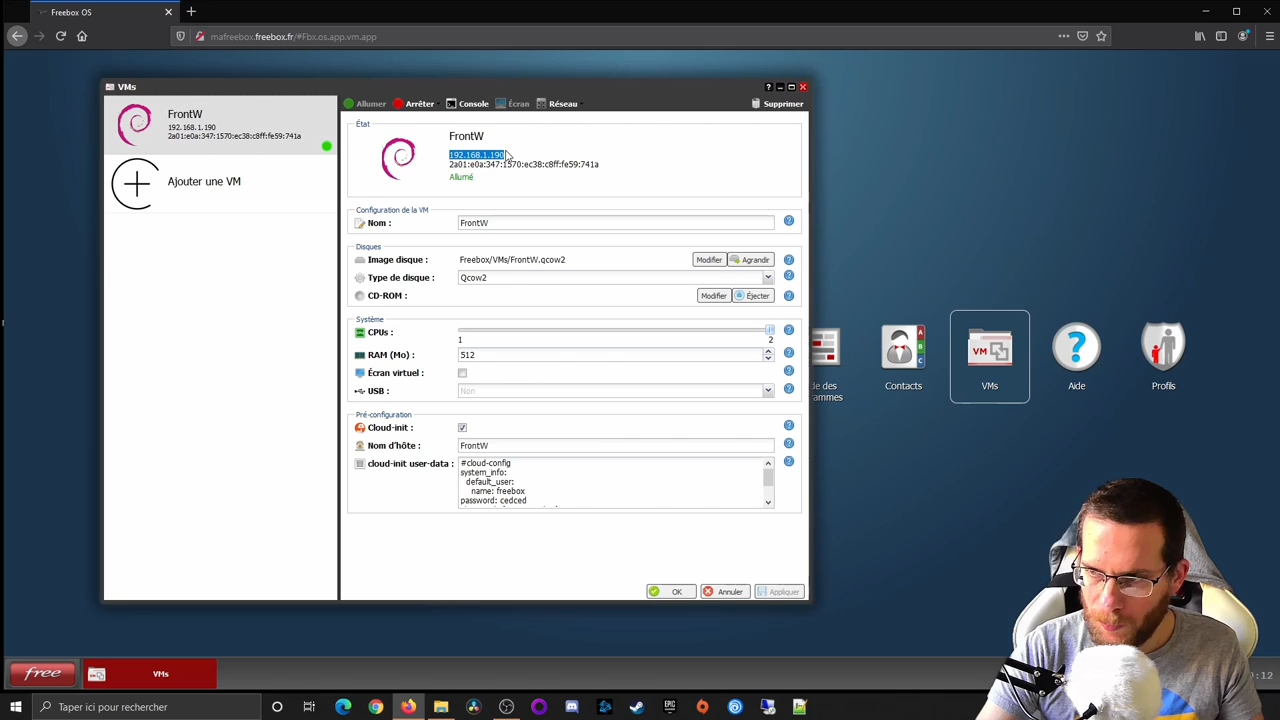 Freebox OS
mafreebox.freebox.fr/#Fbx.os.app.vm.app
VMs
FrontW
192.168.1.190
2a01:e0a:347:1570:ec38:c8ff:fe59:741a
Ajouter une VM
Allumer Arrêter Console Écran Réseau Supprimer
État
FrontW
192.168.1.190
2a01:e0a:347:1570:ec38:c8ff:fe59:741a
Allumé
Configuration de la VM
Nom : FrontW
Disques
Image disque : Freebox/VMs/FrontW.qcow2 Modifier Agrandir
Type de disque : Qcow2
CD-ROM : Modifier Éjecter
Système
CPUs :
1 2
RAM (Mo) : 512
Écran virtuel :
USB : Non
Pré-configuration
Cloud-init :
Nom d'hôte : FrontW
cloud-init user-data : #cloud-config
system_info:
default_user:
name: freebox
password: cedced
OK Annuler Appliquer
Contacts
VM
VMs
Aide
Profils
free
VMs
Taper ici pour rechercher